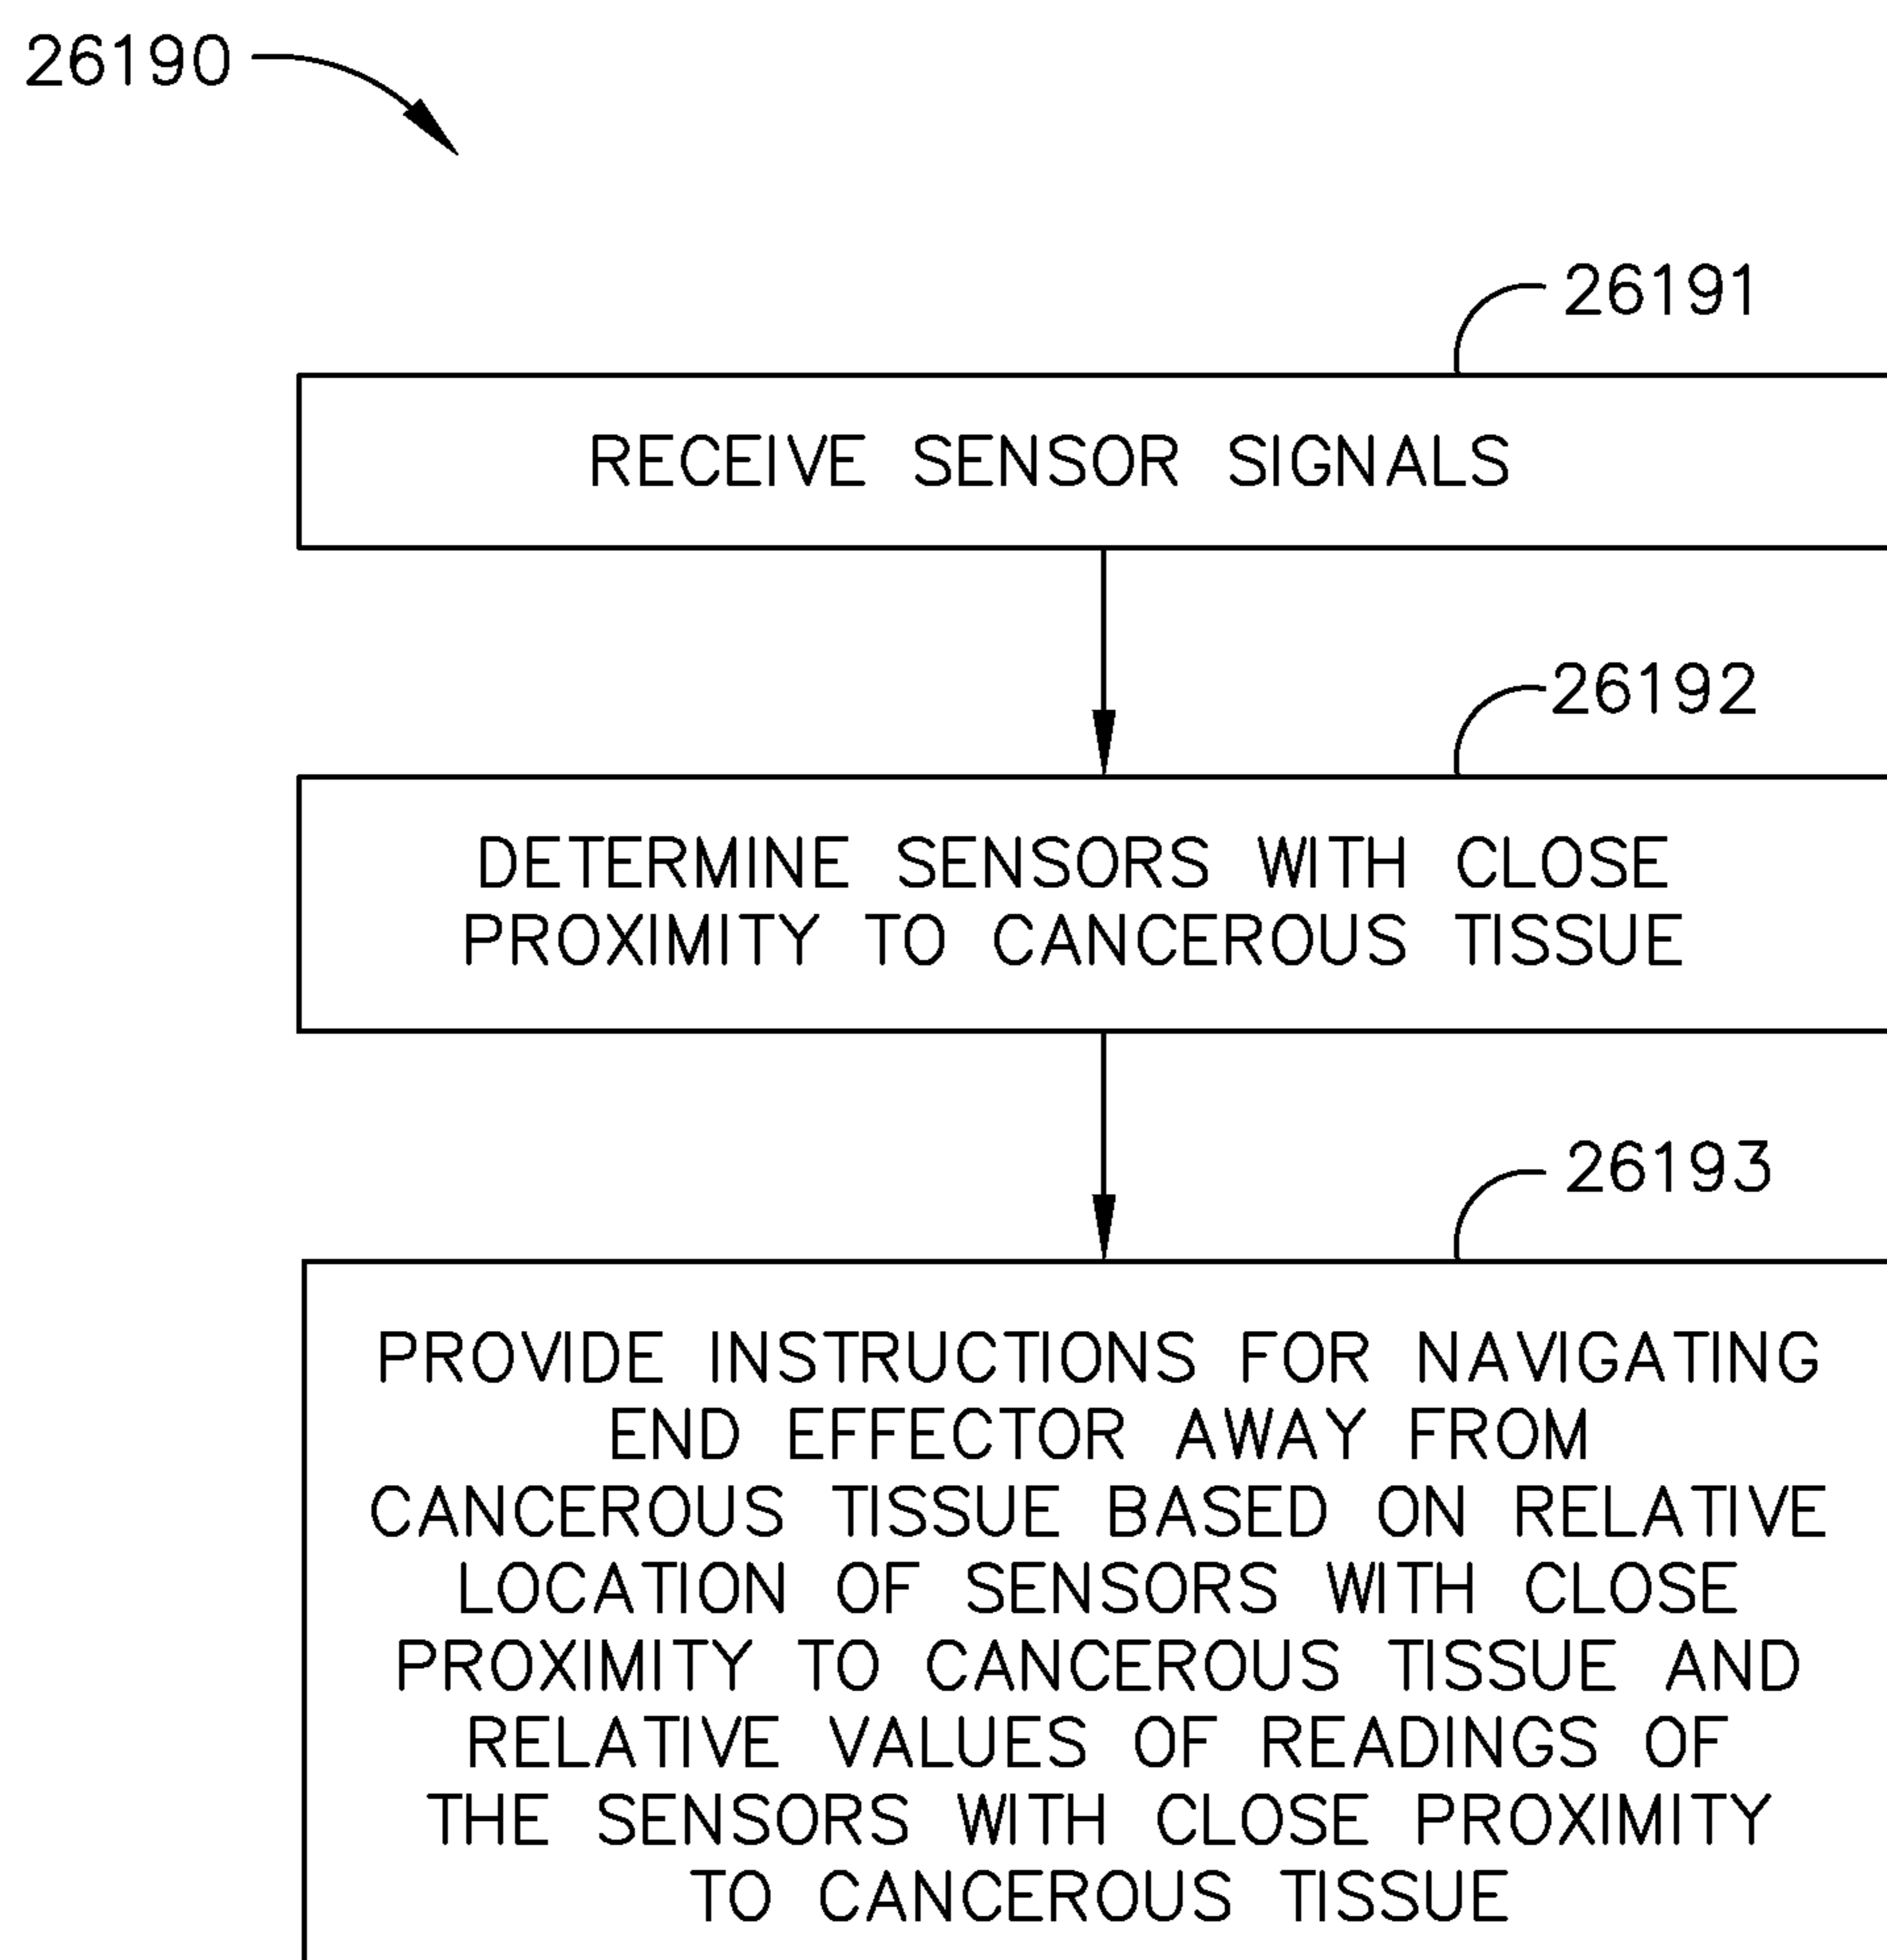 26190
26191
RECEIVE SENSOR SIGNALS
26192
DETERMINE SENSORS WITH CLOSE
PROXIMITY TO CANCEROUS TISSUE
26193
PROVIDE INSTRUCTIONS FOR NAVIGATING
END EFFECTOR AWAY FROM
CANCEROUS TISSUE BASED ON RELATIVE
LOCATION OF SENSORS WITH CLOSE
PROXIMITY TO CANCEROUS TISSUE AND
RELATIVE VALUES OF READINGS OF
THE SENSORS WITH CLOSE PROXIMITY
TO CANCEROUS TISSUE